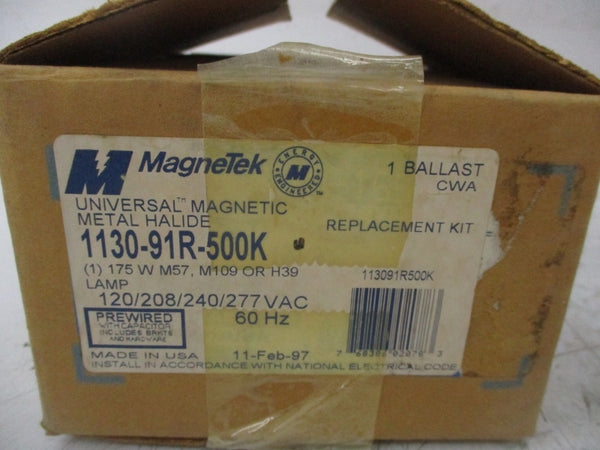 MagneTek
ENERGY ENGINEERED
M
1 BALLAST
CWA
UNIVERSAL™ MAGNETIC
METAL HALIDE
REPLACEMENT KIT
1130-91R-500K
(1) 175 W M57, M109 OR H39
LAMP
113091R500K
120/208/240/277 VAC
60 Hz
PREWIRED
WITH CAPACITOR
INCLUDES BRKTS
AND HARDWARE
MADE IN USA
11-Feb-97
INSTALL IN ACCORDANCE WITH NATIONAL ELECTRICAL CODE